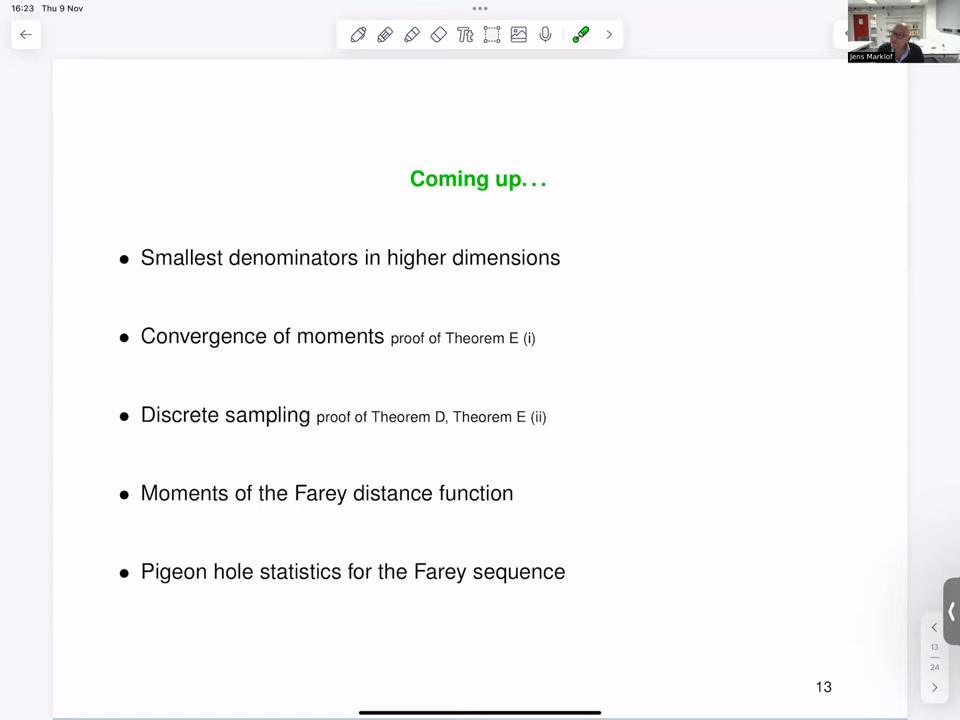 16:23 Thu 9 Nov
Tt
Jens Marklof
Coming up...
• Smallest denominators in higher dimensions
• Convergence of moments proof of Theorem E (i)
• Discrete sampling proof of Theorem D, Theorem E (ii)
• Moments of the Farey distance function
• Pigeon hole statistics for the Farey sequence
13
24
13